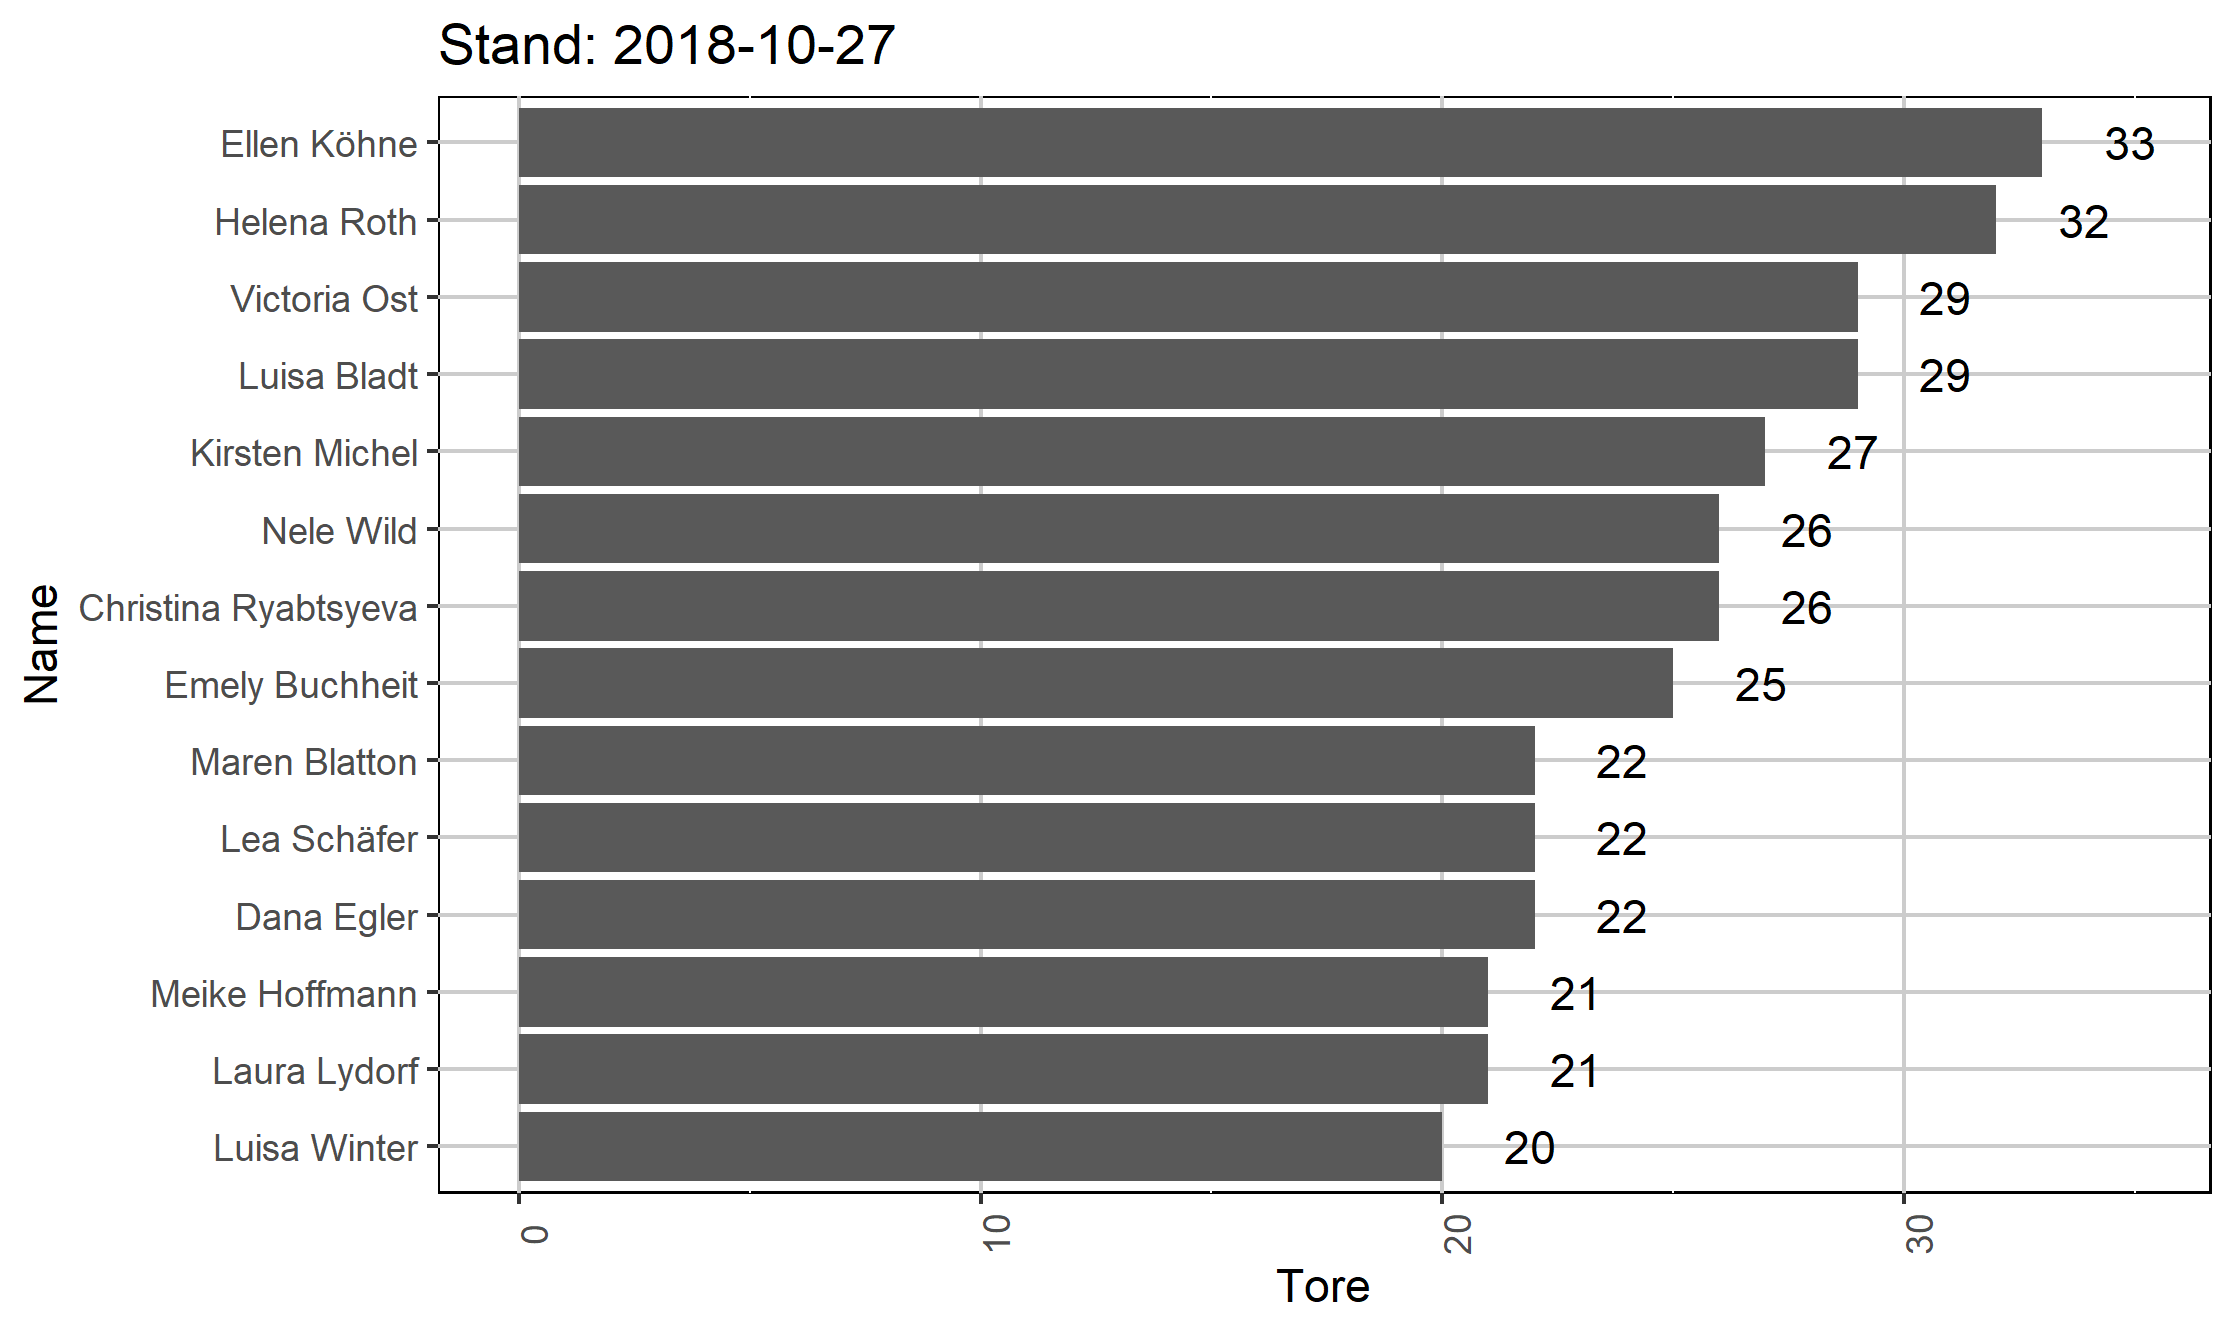 Stand: 2018-10-27
Name
Ellen Köhne 33
Helena Roth 32
Victoria Ost 29
Luisa Bladt 29
Kirsten Michel 27
Nele Wild 26
Christina Ryabtsyeva 26
Emely Buchheit 25
Maren Blatton 22
Lea Schäfer 22
Dana Egler 22
Meike Hoffmann 21
Laura Lydorf 21
Luisa Winter 20
0 10 20 30
Tore